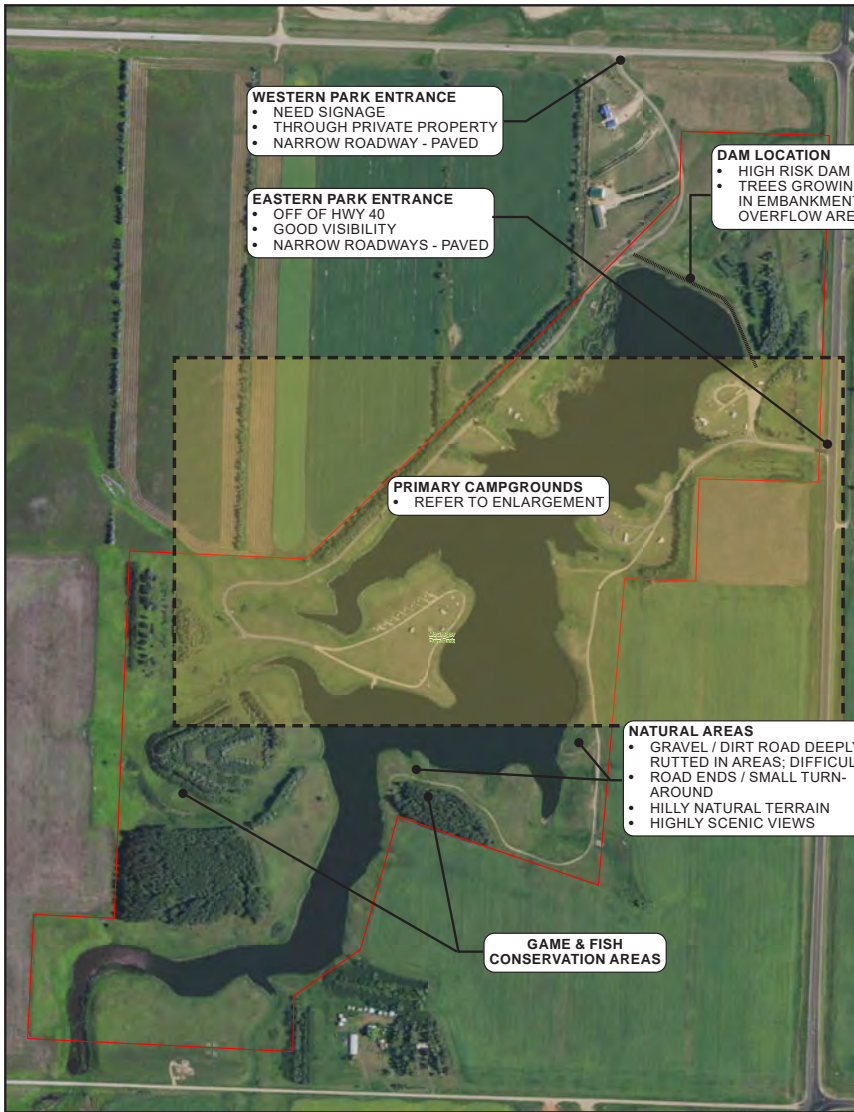 WESTERN PARK ENTRANCE
• NEED SIGNAGE
• THROUGH PRIVATE PROPERTY
• NARROW ROADWAY - PAVED
DAM LOCATION
• HIGH RISK DAM
• TREES GROWIN
IN EMBANKMENT
OVERFLOW ARE
EASTERN PARK ENTRANCE
• OFF OF HWY 40
• GOOD VISIBILITY
• NARROW ROADWAYS - PAVED
PRIMARY CAMPGROUNDS
• REFER TO ENLARGEMENT
NATURAL AREAS
• GRAVEL / DIRT ROAD DEEPLY
RUTTED IN AREAS; DIFFICUL
• ROAD ENDS / SMALL TURN-
AROUND
• HILLY NATURAL TERRAIN
• HIGHLY SCENIC VIEWS
GAME & FISH
CONSERVATION AREAS